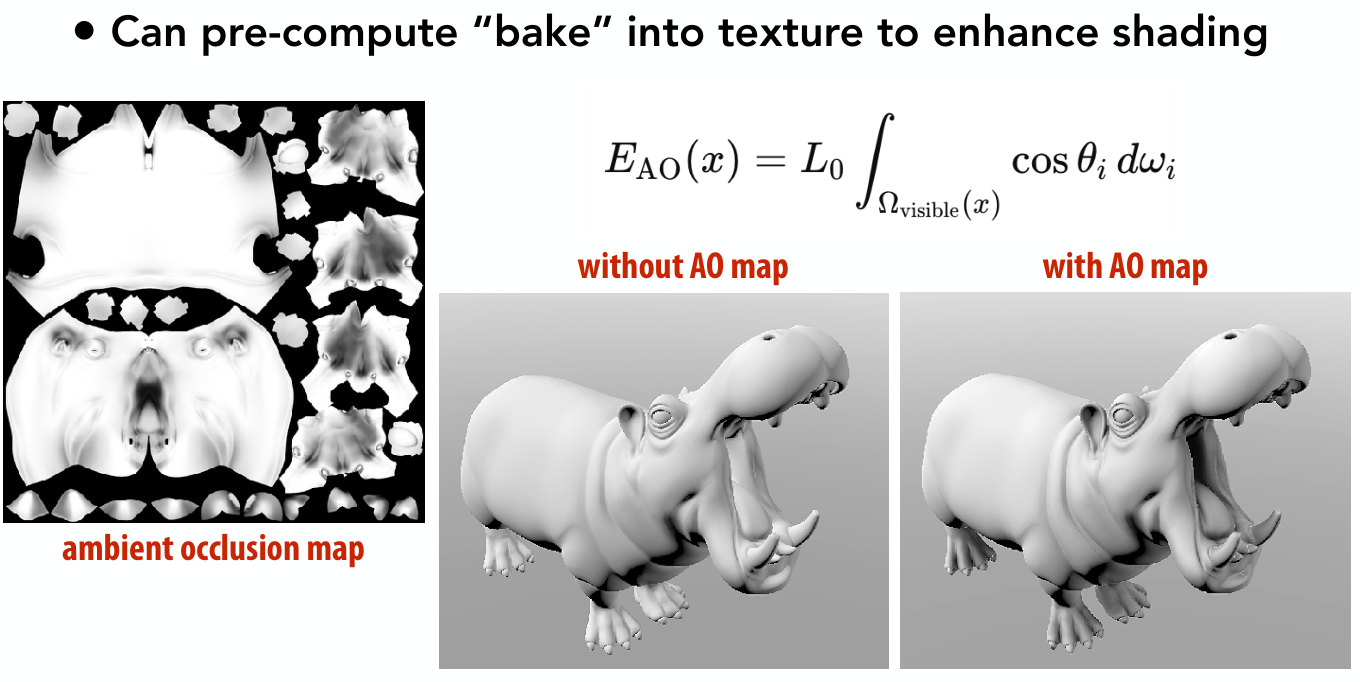 • Can pre-compute “bake” into texture to enhance shading
E_AO(x) = L_0 ∫_{Ω_visible(x)} cos θ_i dω_i
without AO map
with AO map
ambient occlusion map